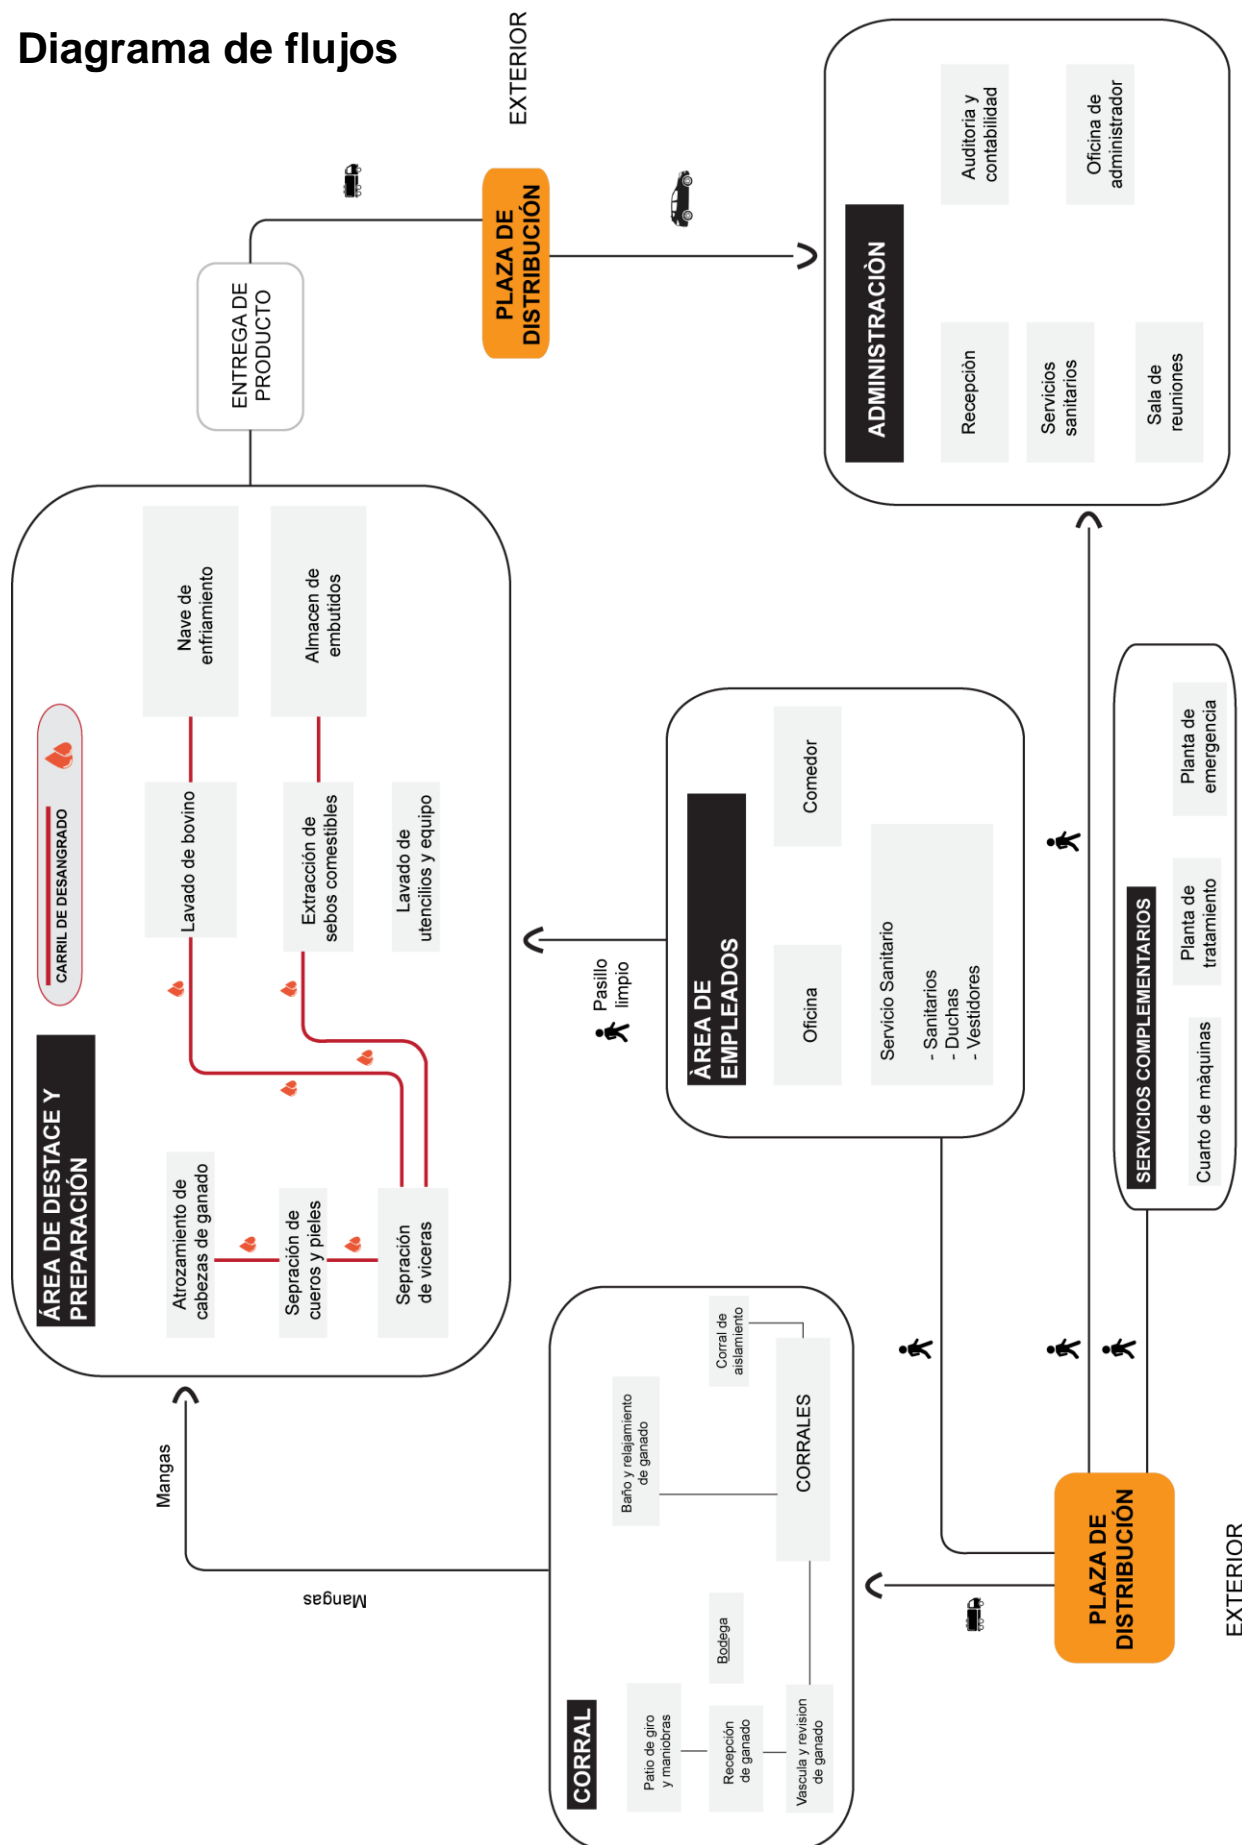 Diagrama de flujos
EXTERIOR
PLAZA DE
DISTRIBUCIÓN
ENTREGA DE
PRODUCTO
ADMINISTRACIÒN
Auditoria y
contabilidad
Oficina de
administrador
Recepciòn
Servicios
sanitarios
Sala de
reuniones
ÁREA DE DESTACE Y
PREPARACIÓN
CARRIL DE DESANGRADO
Nave de
enfriamiento
Almacen de
embutidos
Lavado de bovino
Extracción de
sebos comestibles
Lavado de
utencilios y equipo
Atrozamiento de
cabezas de ganado
Sepración de
cueros y pieles
Sepración
de viceras
Pasillo
limpio
ÀREA DE
EMPLEADOS
Oficina
Comedor
Servicio Sanitario
- Sanitarios
- Duchas
- Vestidores
SERVICIOS COMPLEMENTARIOS
Cuarto de màquinas
Planta de
tratamiento
Planta de
emergencia
Mangas
Mangas
CORRAL
Patio de giro
y maniobras
Recepción
de ganado
Vascula y revision
de ganado
Bodega
Baño y relajamiento
de ganado
Corral de
aislamiento
CORRALES
PLAZA DE
DISTRIBUCIÓN
EXTERIOR